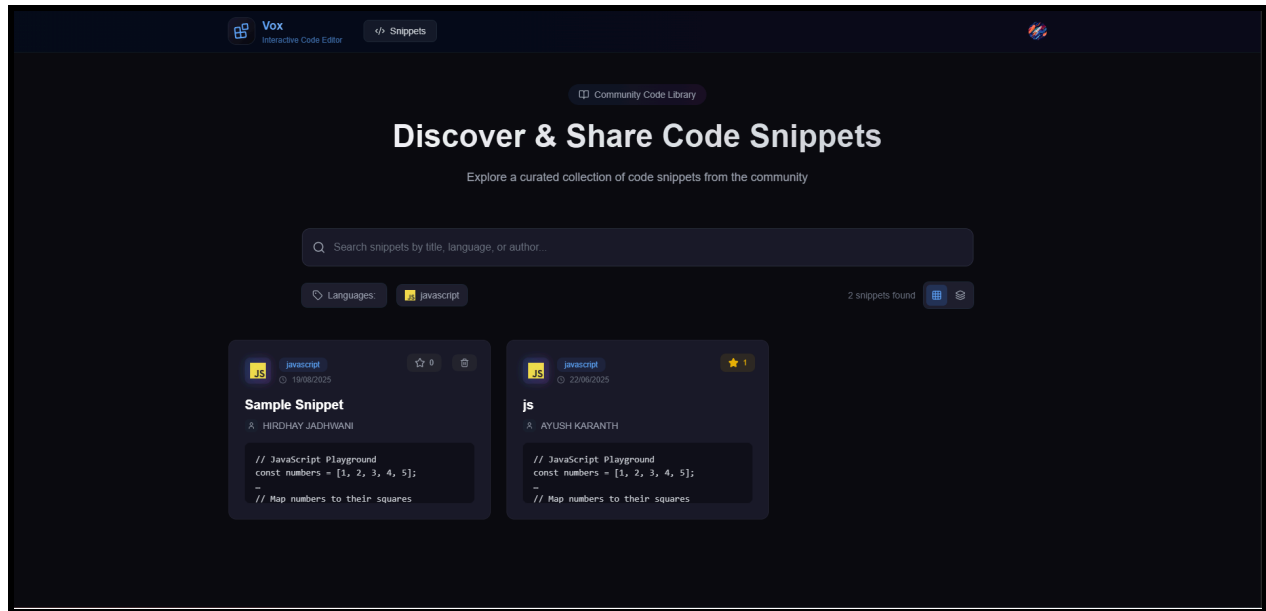 Vox
Interactive Code Editor
</> Snippets
Community Code Library
Discover & Share Code Snippets
Explore a curated collection of code snippets from the community
Search snippets by title, language, or author...
Languages:
JS javascript
2 snippets found
JS
javascript
19/08/2025
0
Sample Snippet
HIRDHAY JADHWANI
// JavaScript Playground
const numbers = [1, 2, 3, 4, 5];
…
// Map numbers to their squares
JS
javascript
22/06/2025
1
js
AYUSH KARANTH
// JavaScript Playground
const numbers = [1, 2, 3, 4, 5];
…
// Map numbers to their squares